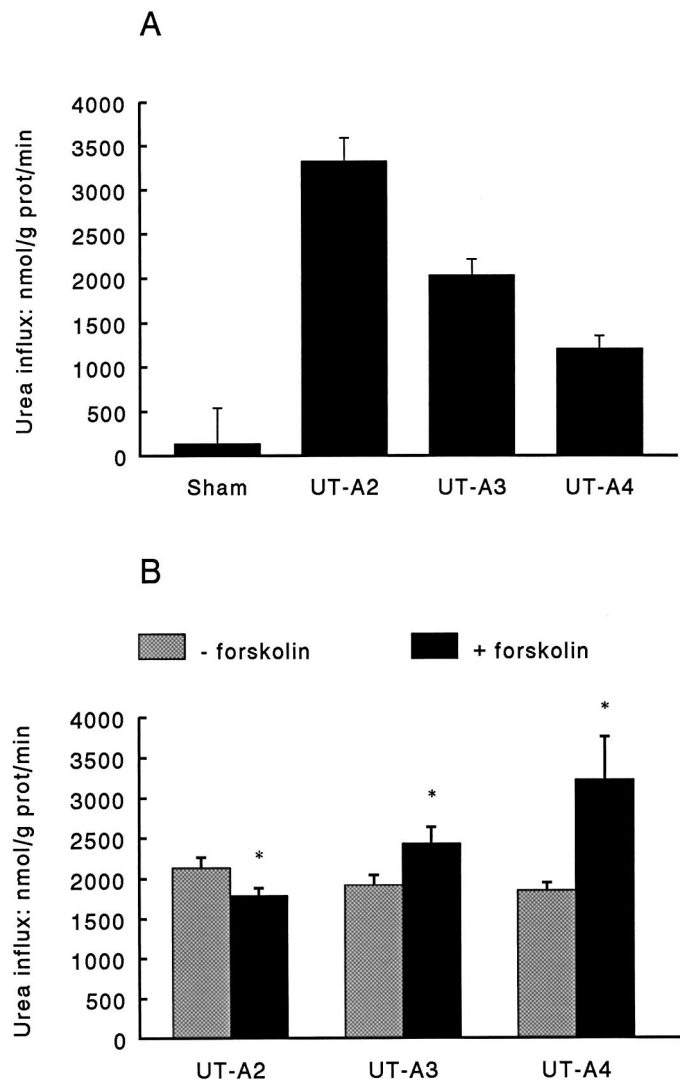 A
Urea influx: nmol/g prot/min
4000
3500
3000
2500
2000
1500
1000
500
0
Sham UT-A2 UT-A3 UT-A4
B
- forskolin + forskolin
Urea influx: nmol/g prot/min
4000
3500
3000
2500
2000
1500
1000
500
0
* * *
UT-A2 UT-A3 UT-A4